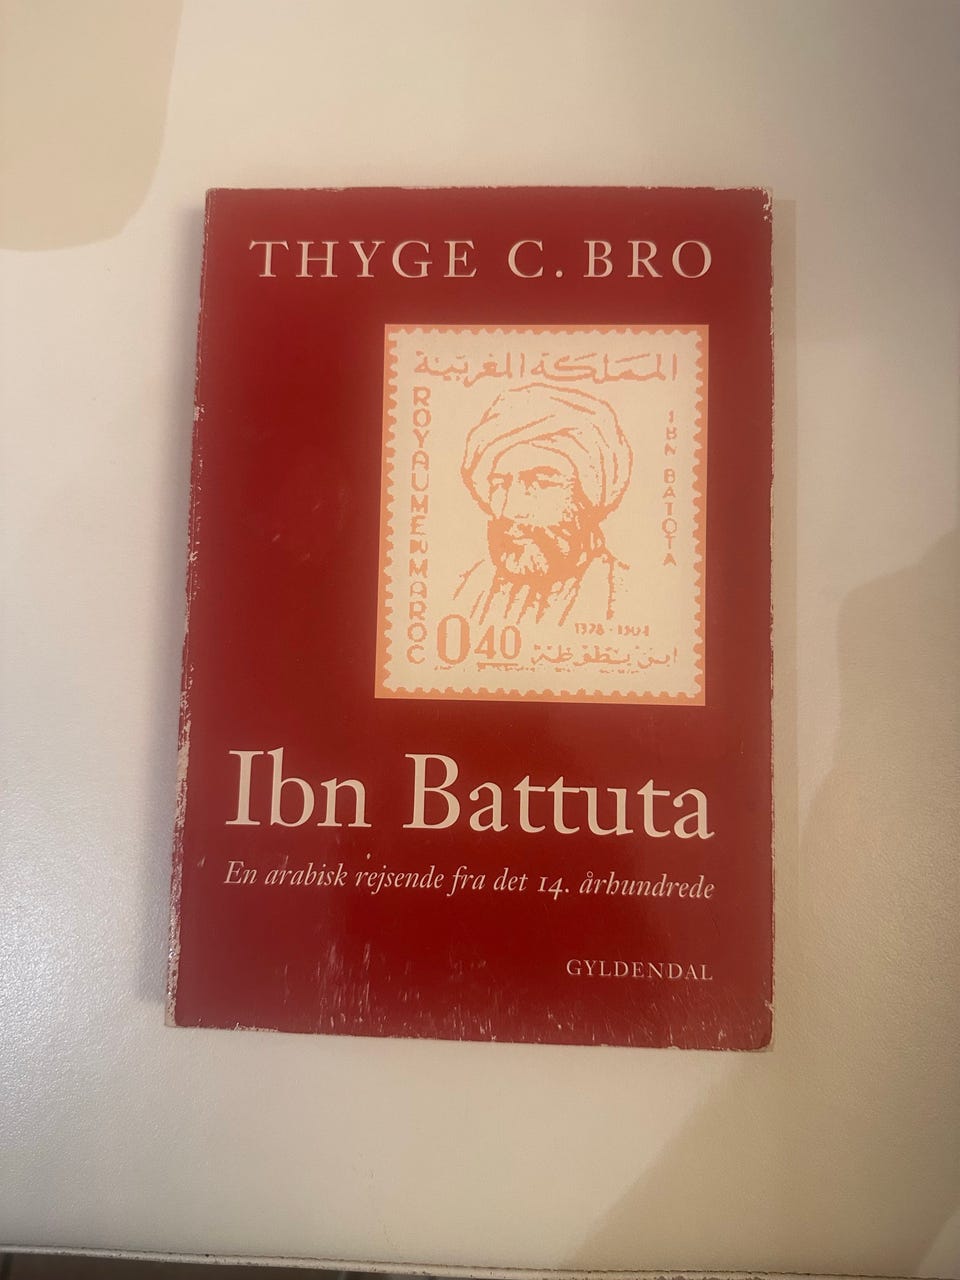 THYGE C. BRO
المملكة المغربية
ROYAUME DU MAROC
IBN BATOTA
0,40
ابن بطوطة
Ibn Battuta
En arabisk rejsende fra det 14. århundrede
GYLDENDAL